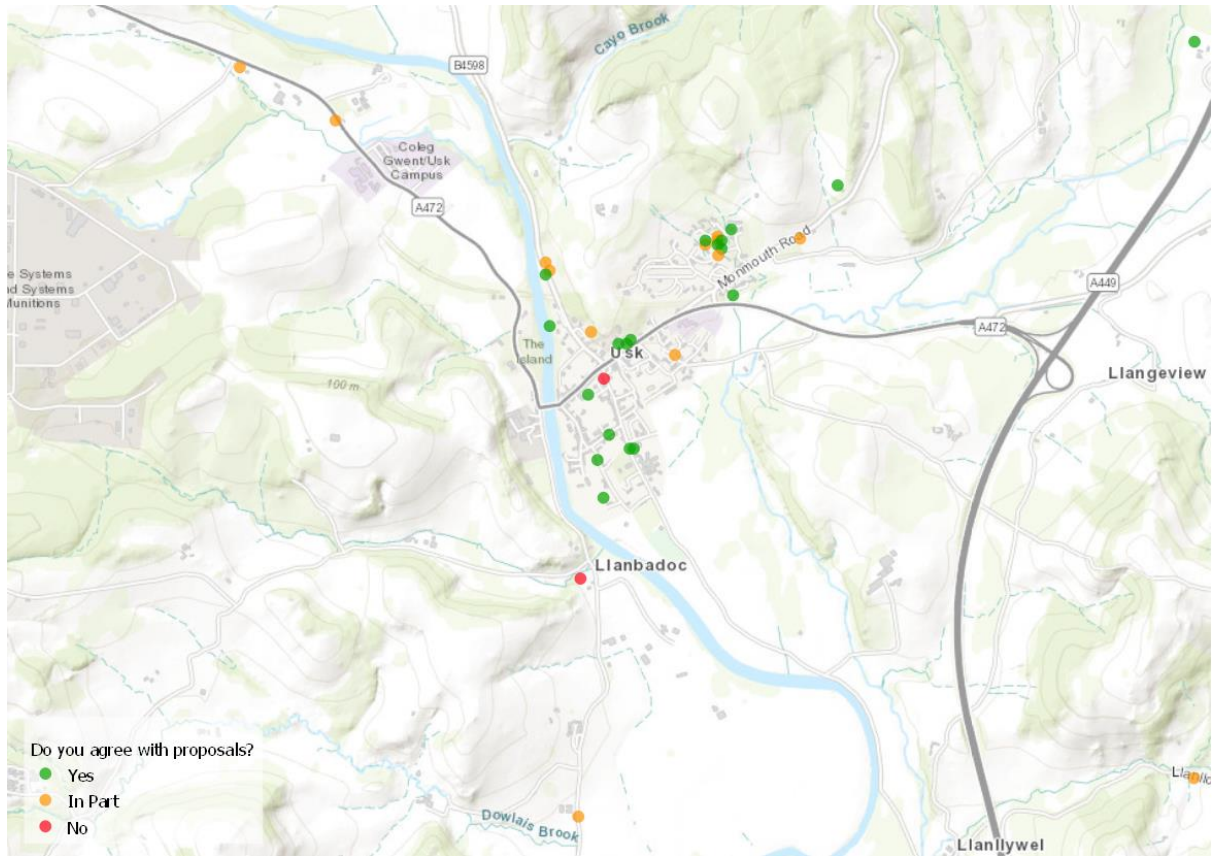 Cayo Brook
B4598
Coleg
Gwent/Usk
Campus
A472
Monmouth Road
Systems
nd Systems
Munitions
A449
A472
The
Island
Usk
100 m
Llangeview
Llanbadoc
Do you agree with proposals?
Yes
In Part
No
Dowlais Brook
Llanllywel